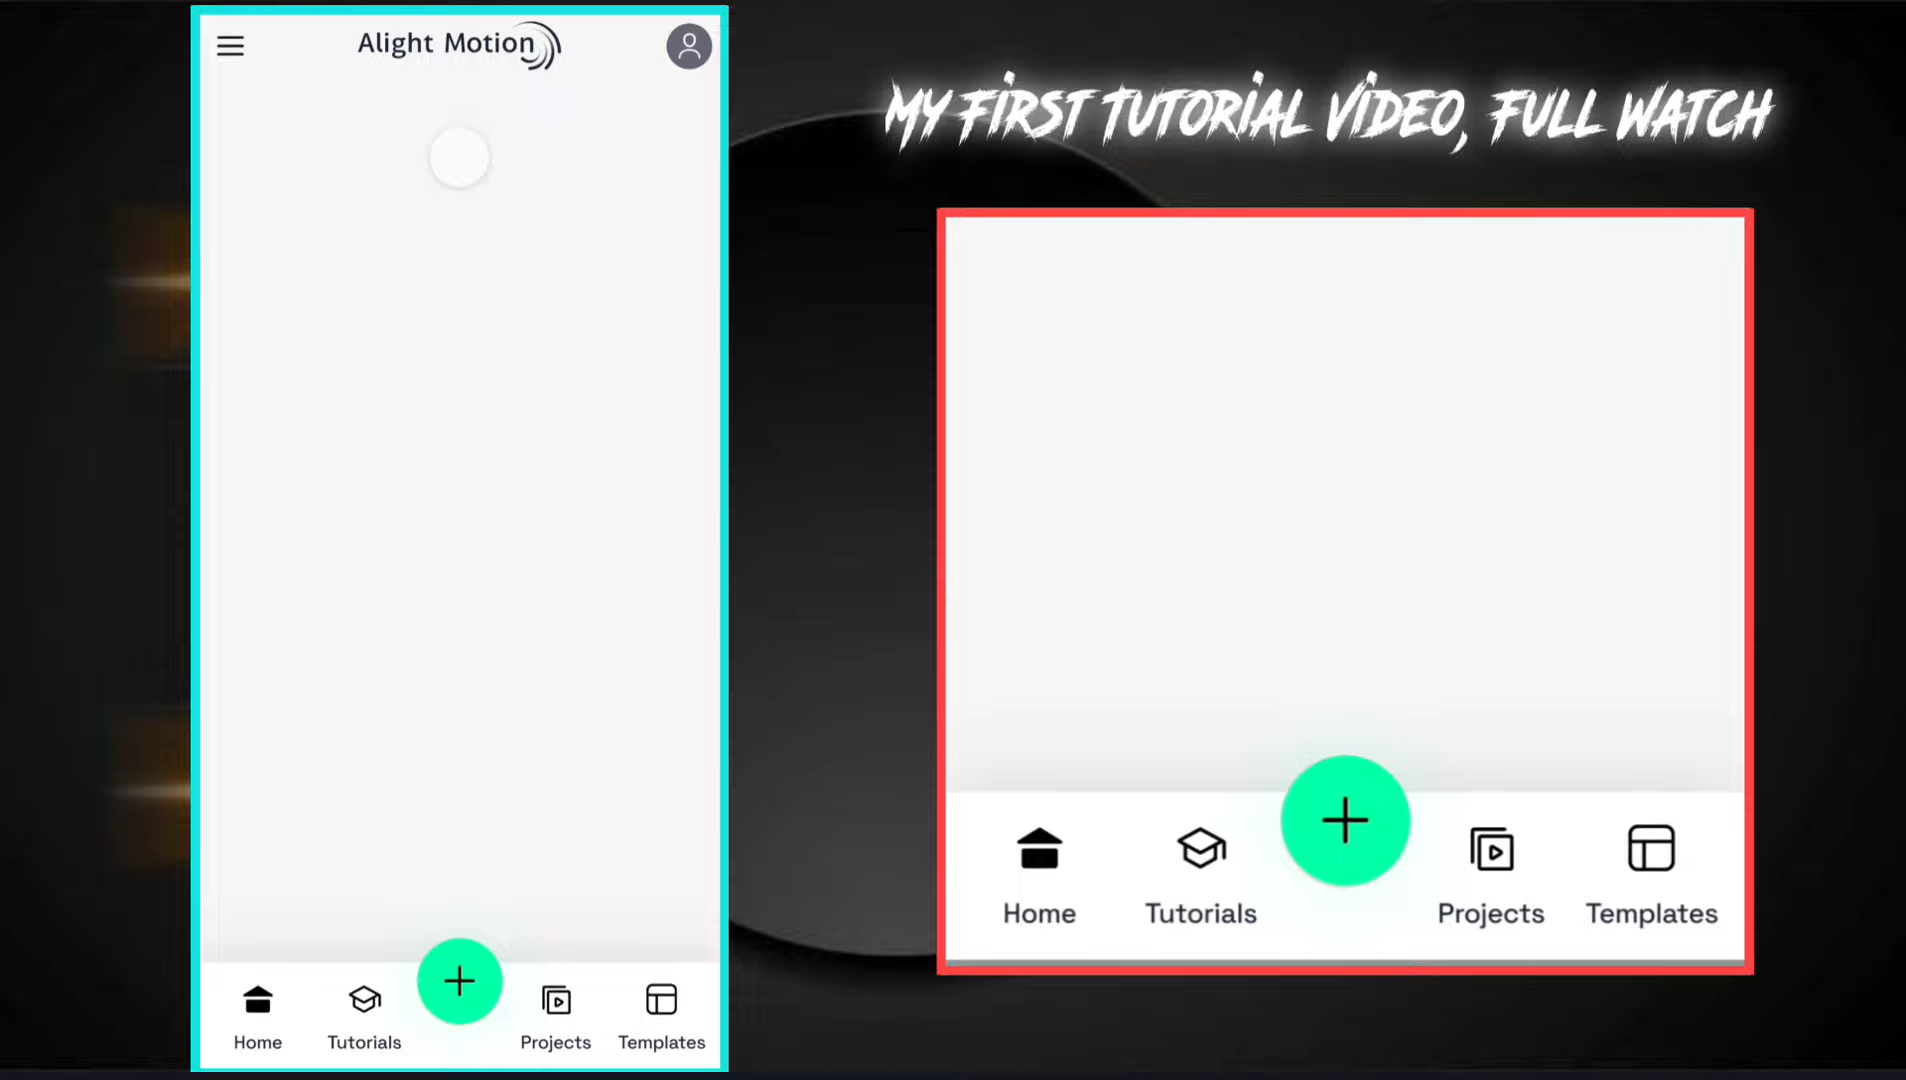 Alight Motion
MY FIRST TUTORIAL VIDEO, FULL WATCH
Home Tutorials Projects Templates
Home Tutorials Projects Templates